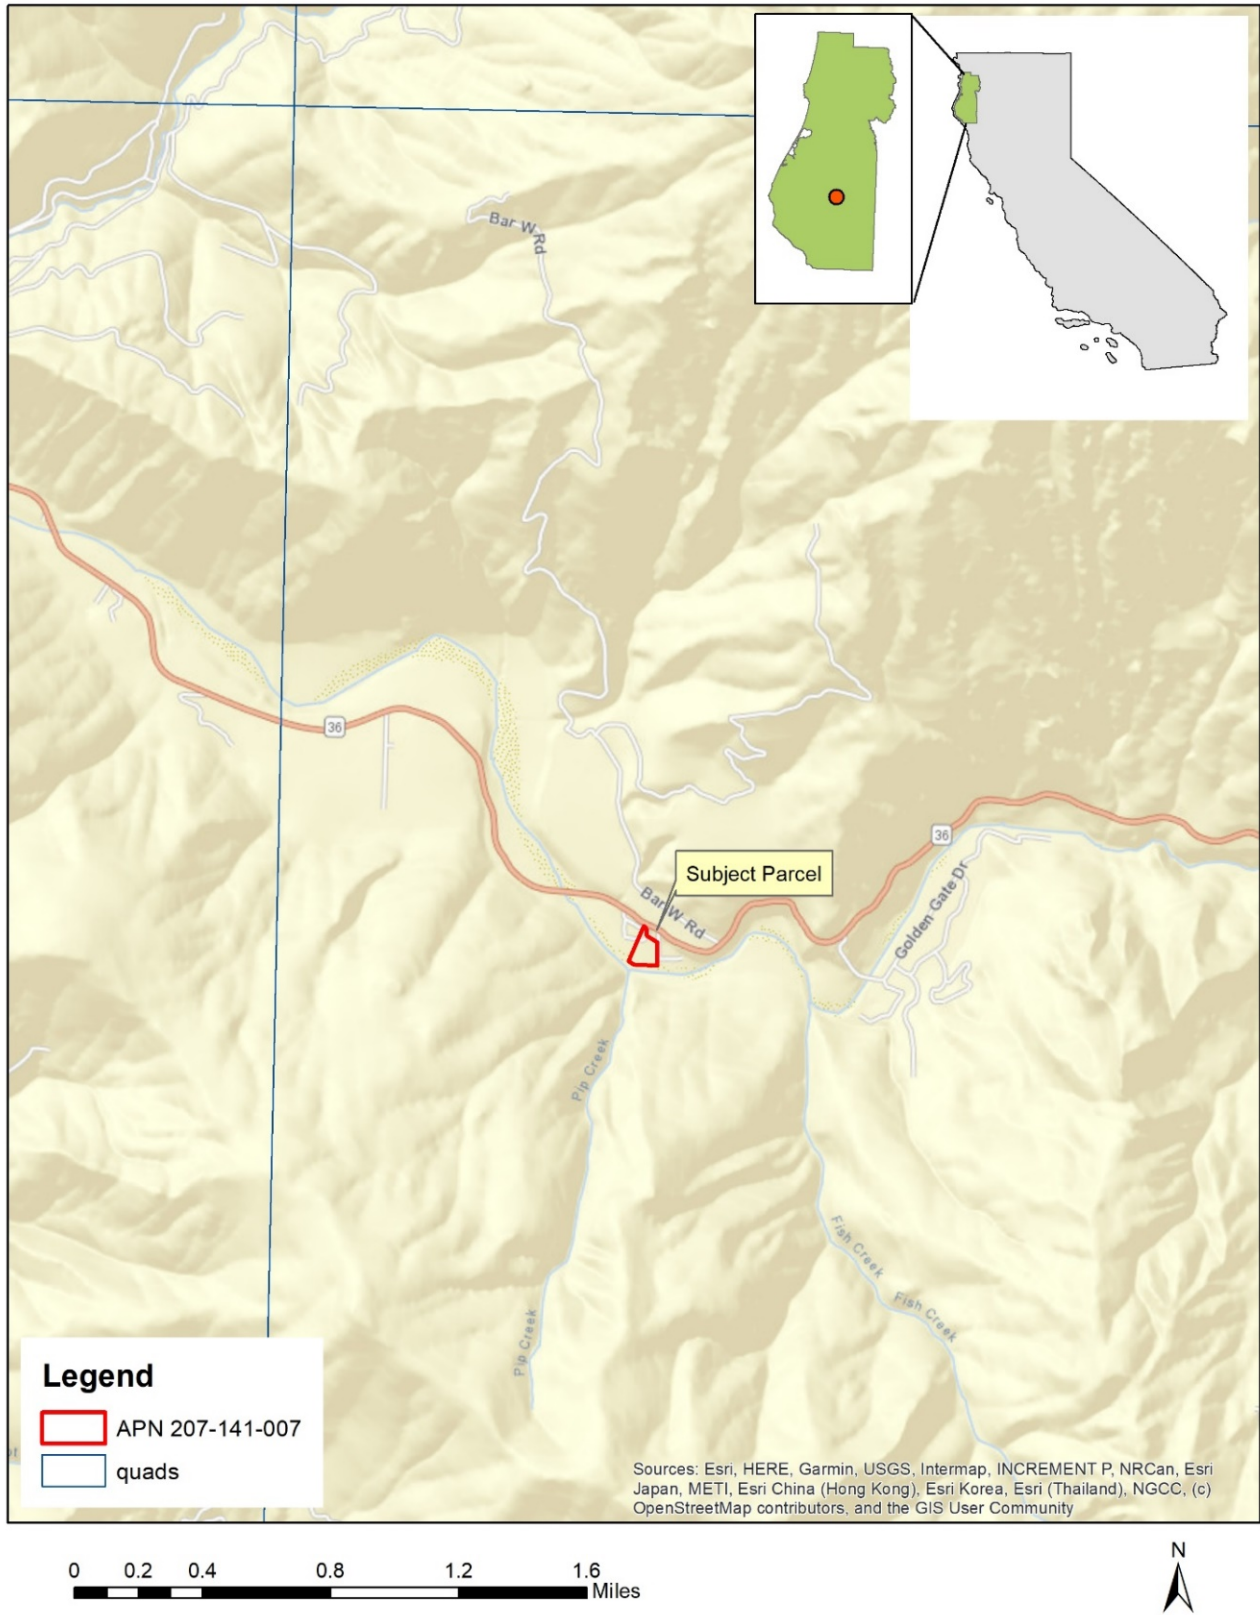 Bar W Rd
36
36
Subject Parcel
Bar W Rd
Golden Gate Dr
Pip Creek
Fish Creek
Fish Creek
Pip Creek
Legend
APN 207-141-007
quads
Sources: Esri, HERE, Garmin, USGS, Intermap, INCREMENT P, NRCan, Esri
Japan, METI, Esri China (Hong Kong), Esri Korea, Esri (Thailand), NGCC, (c)
OpenStreetMap contributors, and the GIS User Community
0 0.2 0.4 0.8 1.2 1.6
Miles
N